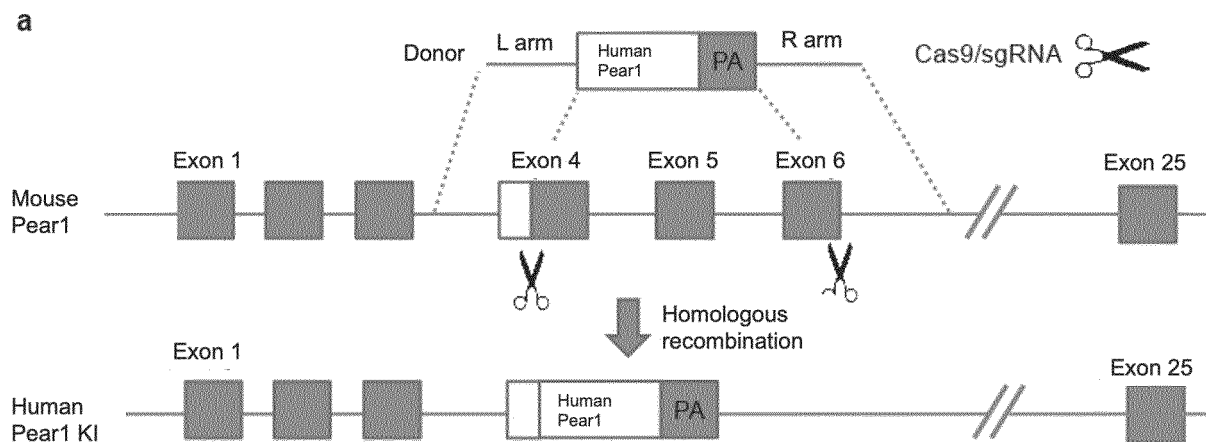 a
Donor L arm Human Pear1 PA R arm Cas9/sgRNA
Exon 1 Exon 4 Exon 5 Exon 6 Exon 25
Mouse
Pear1
Homologous
recombination
Exon 1 Exon 25
Human
Pear1 KI
Human
Pear1
PA